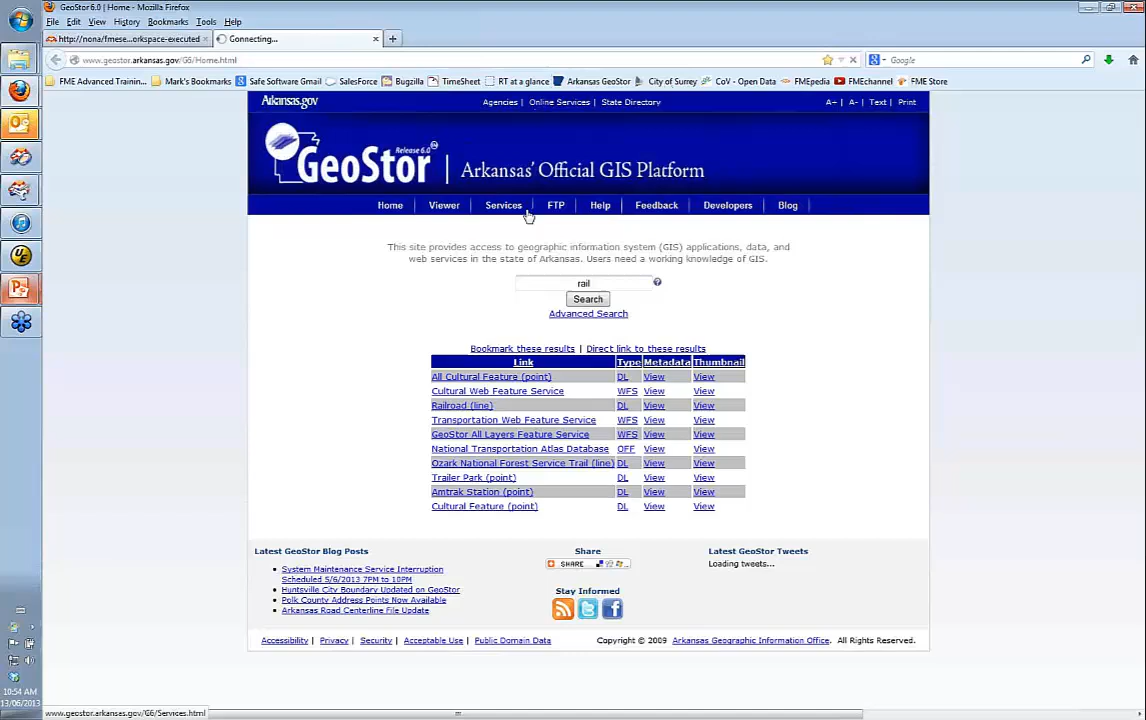 GeoStor 6.0 | Home - Mozilla Firefox
File Edit View History Bookmarks Tools Help
http://nona/fmese...orkspace-executed × Connecting... × +
www.geostor.arkansas.gov/G6/Home.html Google
FME Advanced Trainin... Mark's Bookmarks Safe Software Gmail SalesForce Bugzilla TimeSheet RT at a glance Arkansas GeoStor City of Surrey CoV - Open Data FMEpedia FMEchannel FME Store
Arkansas.gov Agencies | Online Services | State Directory A+ | A- | Text | Print
Release 6.0
GeoStor | Arkansas' Official GIS Platform
Home | Viewer | Services | FTP | Help | Feedback | Developers | Blog |
This site provides access to geographic information system (GIS) applications, data, and
web services in the state of Arkansas. Users need a working knowledge of GIS.
rail
Search
Advanced Search
Bookmark these results | Direct link to these results
Link Type Metadata Thumbnail
All Cultural Feature (point) DL View View
Cultural Web Feature Service WFS View View
Railroad (line) DL View View
Transportation Web Feature Service WFS View View
GeoStor All Layers Feature Service WFS View View
National Transportation Atlas Database OFF View View
Ozark National Forest Service Trail (line) DL View View
Trailer Park (point) DL View View
Amtrak Station (point) DL View View
Cultural Feature (point) DL View View
Latest GeoStor Blog Posts Share Latest GeoStor Tweets
System Maintenance Service Interruption SHARE Loading tweets...
Scheduled 5/6/2013 7PM to 10PM
Huntsville City Boundary Updated on GeoStor Stay Informed
Polk County Address Points Now Available
Arkansas Road Centerline File Update
Accessibility | Privacy | Security | Acceptable Use | Public Domain Data Copyright © 2009 Arkansas Geographic Information Office. All Rights Reserved.
10:54 AM
13/06/2013
www.geostor.arkansas.gov/G6/Services.html